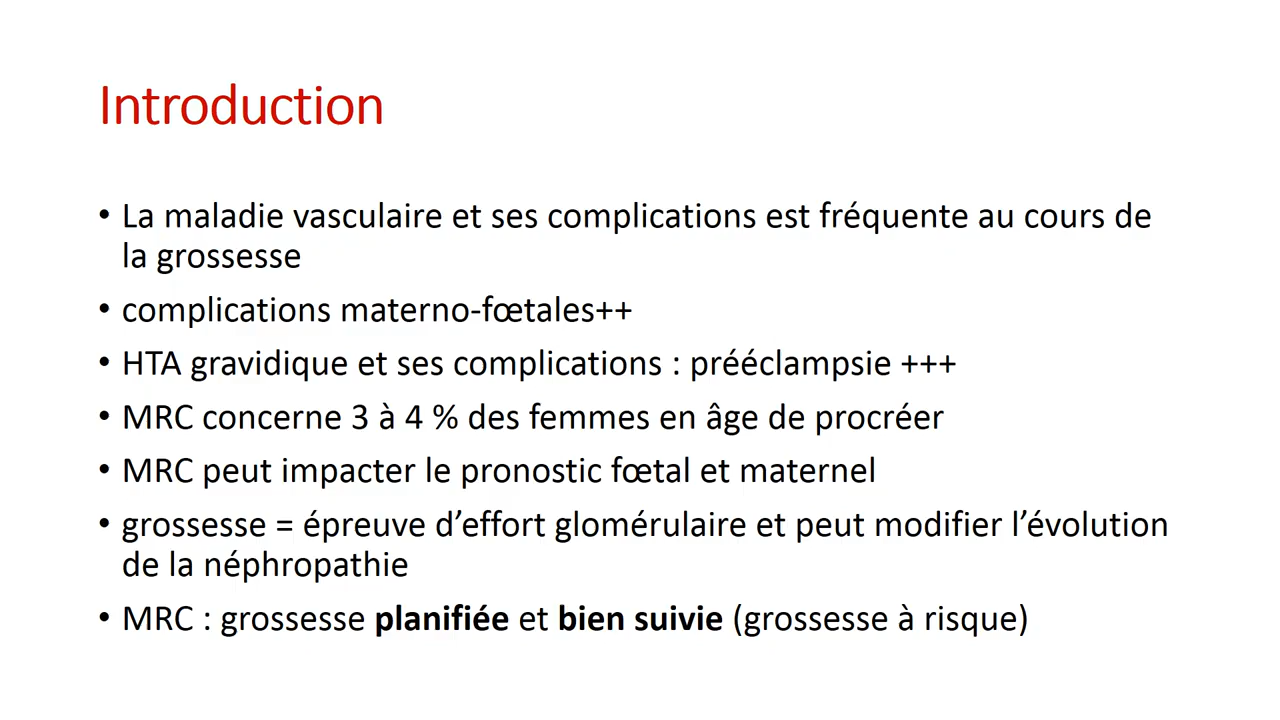 Introduction
• La maladie vasculaire et ses complications est fréquente au cours de
la grossesse
• complications materno-fœtales++
• HTA gravidique et ses complications : prééclampsie +++
• MRC concerne 3 à 4 % des femmes en âge de procréer
• MRC peut impacter le pronostic fœtal et maternel
• grossesse = épreuve d’effort glomérulaire et peut modifier l’évolution
de la néphropathie
• MRC : grossesse planifiée et bien suivie (grossesse à risque)